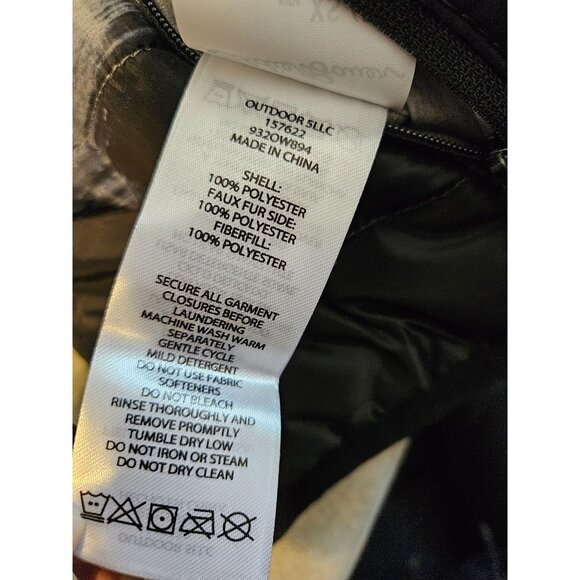 OUTDOOR 5LLC
157622
932OW894
MADE IN CHINA
SHELL:
100% POLYESTER
FAUX FUR SIDE:
100% POLYESTER
FIBERFILL:
100% POLYESTER
SECURE ALL GARMENT
CLOSURES BEFORE
LAUNDERING
MACHINE WASH WARM
SEPARATELY
GENTLE CYCLE
MILD DETERGENT
DO NOT USE FABRIC
SOFTENERS
DO NOT BLEACH
RINSE THOROUGHLY AND
REMOVE PROMPTLY
TUMBLE DRY LOW
DO NOT IRON OR STEAM
DO NOT DRY CLEAN